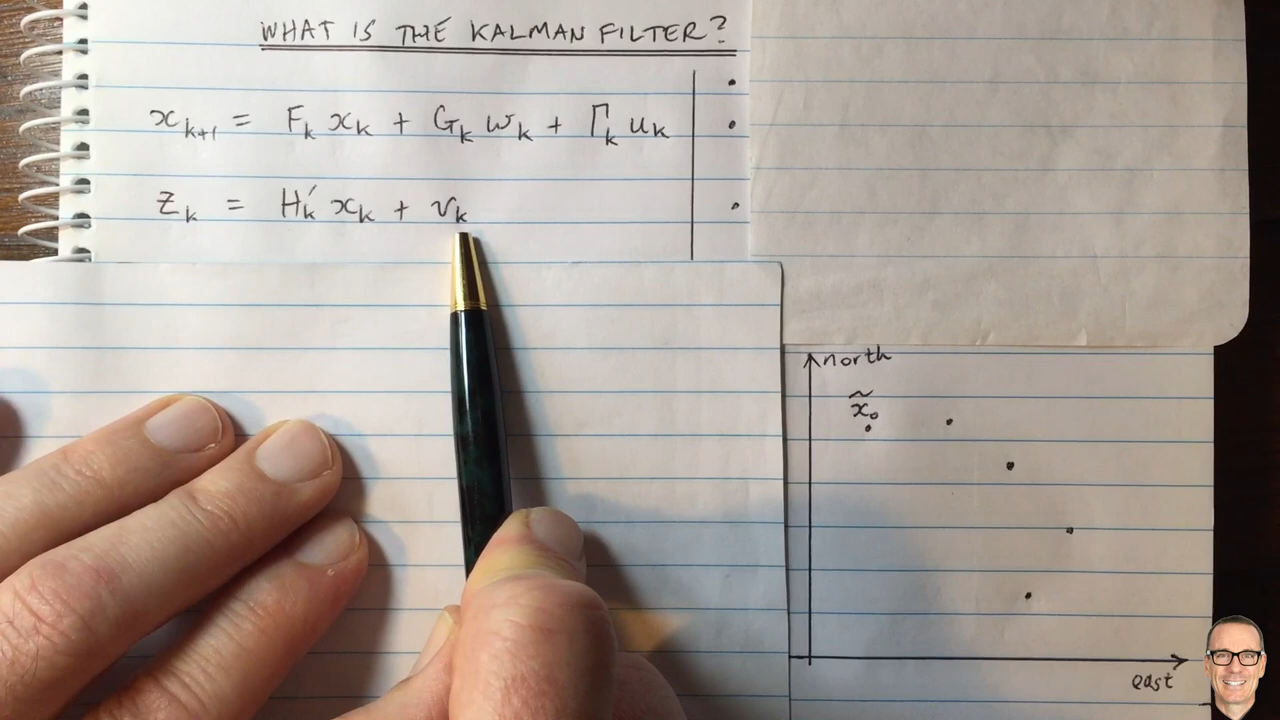 WHAT IS THE KALMAN FILTER?
x_{k+1} = F_k x_k + G_k w_k + Γ_k u_k
z_k = H'_k x_k + v_k
north
x̃₀
east